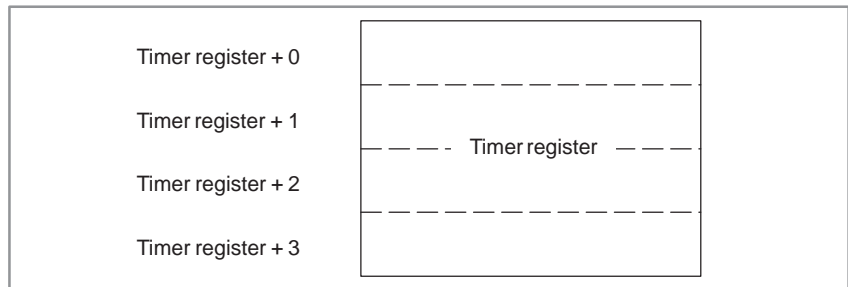 Timer register + 0
Timer register + 1
Timer register
Timer register + 2
Timer register + 3